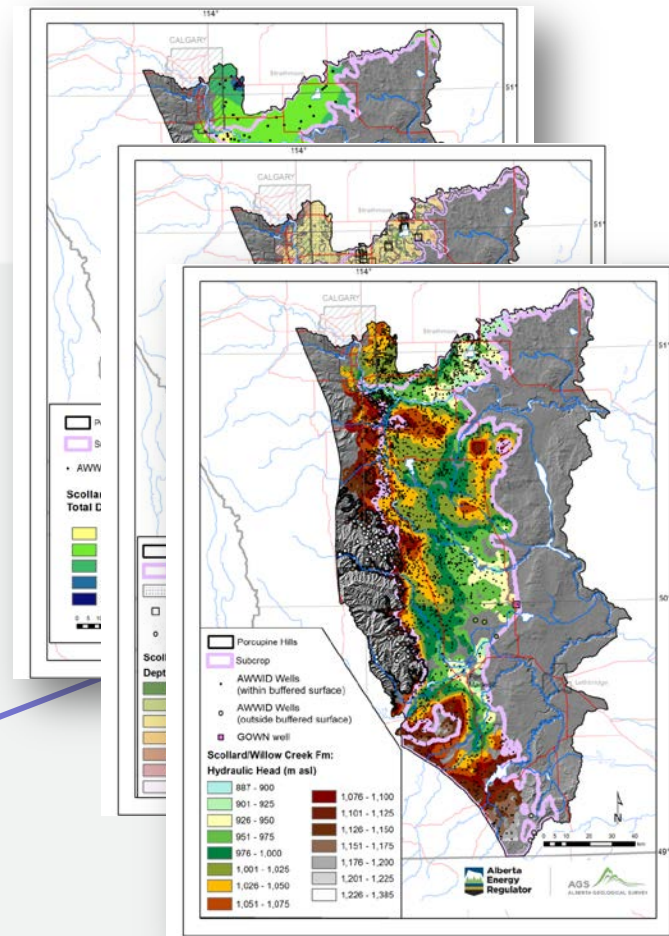 114°
CALGARY
Strathmore
51°
P
S
AWWI
Scollar
Total D
114°
CALGARY
Strathmore
51°
Scoll
Dept
114°
CALGARY
Strathmore
51°
50°
Lethbridge
49°
Porcupine Hills
Subcrop
AWWID Wells
(within buffered surface)
AWWID Wells
(outside buffered surface)
GOWN well
Scollard/Willow Creek Fm:
Hydraulic Head (m asl)
887 - 900
901 - 925
926 - 950
951 - 975
976 - 1,000
1,001 - 1,025
1,026 - 1,050
1,051 - 1,075
1,076 - 1,100
1,101 - 1,125
1,126 - 1,150
1,151 - 1,175
1,176 - 1,200
1,201 - 1,225
1,226 - 1,385
N
0 5 10 20 30 40
km
Alberta
Energy
Regulator
AGS
ALBERTA GEOLOGICAL SURVEY